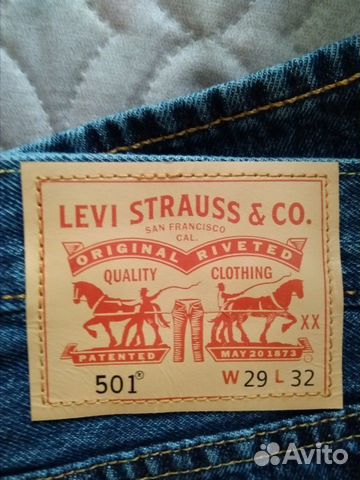 LEVI STRAUSS & CO.
SAN FRANCISCO
CAL.
ORIGINAL RIVETED
QUALITY CLOTHING
XX
PATENTED MAY 20 1873
501® W 29 L 32
Avito